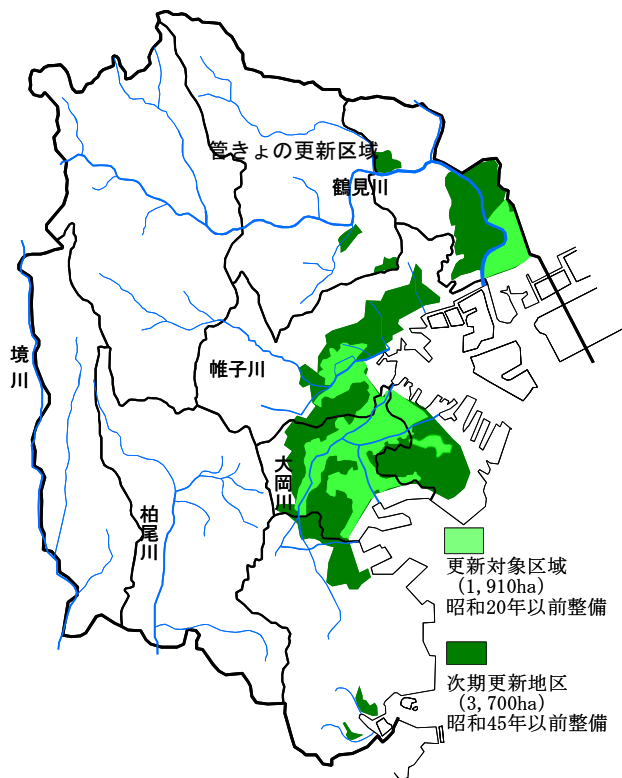 管きょの更新区域
鶴見川
境川
帷子川
大岡川
柏尾川
更新対象区域
(1,910ha)
昭和20年以前整備
次期更新地区
(3,700ha)
昭和45年以前整備